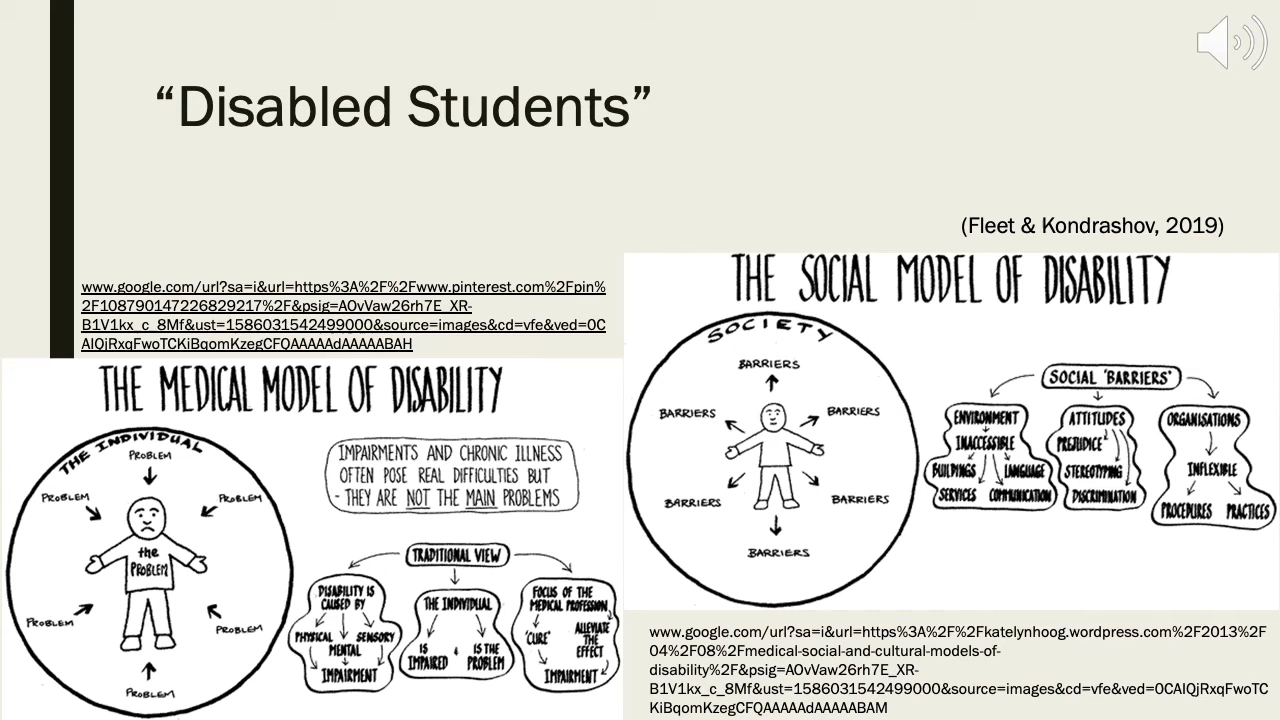 “Disabled Students”
(Fleet & Kondrashov, 2019)
www.google.com/url?sa=i&url=https%3A%2F%2Fwww.pinterest.com%2Fpin%
2F108790147226829217%2F&psig=AOvVaw26rh7E_XR-
B1V1kx_c_8Mf&ust=1586031542499000&source=images&cd=vfe&ved=0C
AIQjRxqFwoTCKiBqomKzegCFQAAAAAdAAAAABAH
THE MEDICAL MODEL OF DISABILITY
THE INDIVIDUAL
PROBLEM
PROBLEM
PROBLEM
the
PROBLEM
PROBLEM
PROBLEM
PROBLEM
IMPAIRMENTS AND CHRONIC ILLNESS
OFTEN POSE REAL DIFFICULTIES BUT
- THEY ARE NOT THE MAIN PROBLEMS
TRADITIONAL VIEW
DISABILITY IS
CAUSED BY
PHYSICAL SENSORY
MENTAL
IMPAIRMENT
THE INDIVIDUAL
IS IS THE
IMPAIRED & PROBLEM
FOCUS OF THE
MEDICAL PROFESSION
'CURE' ALLEVIATE
THE
EFFECT
IMPAIRMENT
THE SOCIAL MODEL OF DISABILITY
SOCIETY
BARRIERS
BARRIERS
BARRIERS
BARRIERS
BARRIERS
BARRIERS
SOCIAL 'BARRIERS'
ENVIRONMENT
INACCESSIBLE
BUILDINGS LANGUAGE
SERVICES COMMUNICATION
ATTITUDES
PREJUDICE
STEREOTYPING
DISCRIMINATION
ORGANISATIONS
INFLEXIBLE
PROCEDURES PRACTICES
www.google.com/url?sa=i&url=https%3A%2F%2Fkatelynhoog.wordpress.com%2F2013%2F
04%2F08%2Fmedical-social-and-cultural-models-of-
disability%2F&psig=AOvVaw26rh7E_XR-
B1V1kx_c_8Mf&ust=1586031542499000&source=images&cd=vfe&ved=0CAIQjRxqFwoTC
KiBqomKzegCFQAAAAAdAAAAABAM